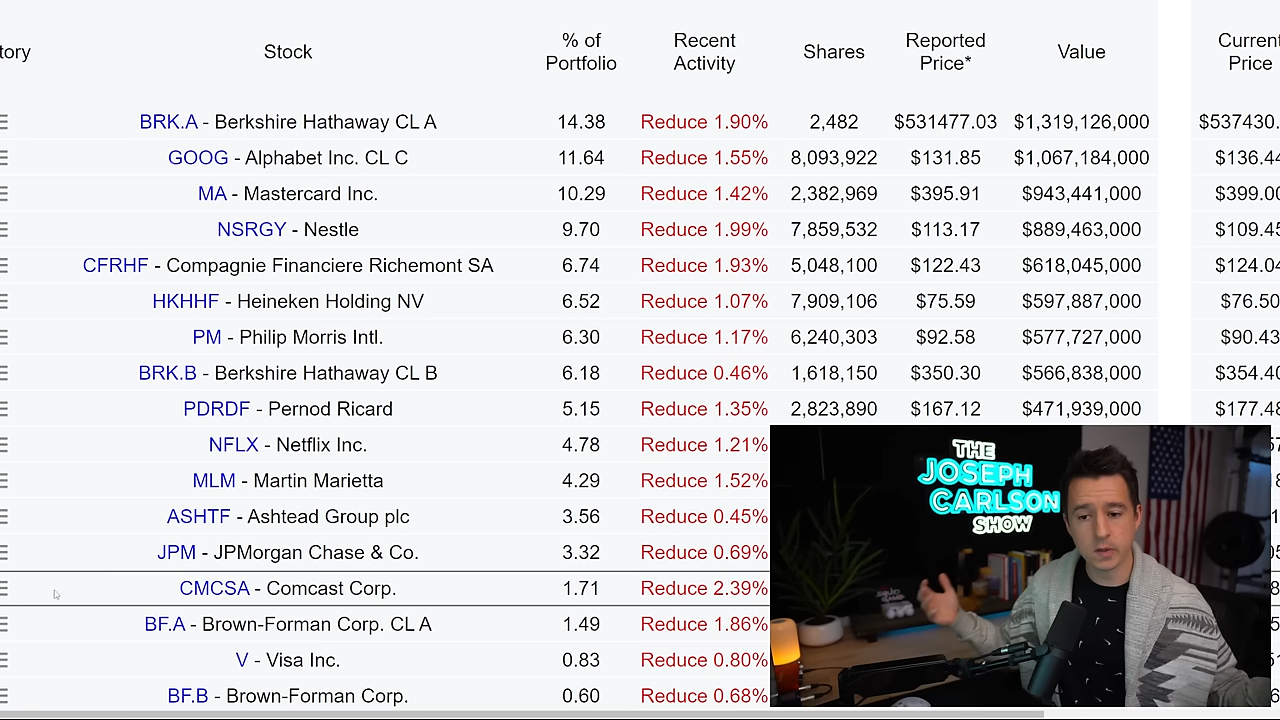 tory Stock % of Portfolio Recent Activity Shares Reported Price* Value Current Price
BRK.A - Berkshire Hathaway CL A 14.38 Reduce 1.90% 2,482 $531477.03 $1,319,126,000 $537430.
GOOG - Alphabet Inc. CL C 11.64 Reduce 1.55% 8,093,922 $131.85 $1,067,184,000 $136.44
MA - Mastercard Inc. 10.29 Reduce 1.42% 2,382,969 $395.91 $943,441,000 $399.00
NSRGY - Nestle 9.70 Reduce 1.99% 7,859,532 $113.17 $889,463,000 $109.45
CFRHF - Compagnie Financiere Richemont SA 6.74 Reduce 1.93% 5,048,100 $122.43 $618,045,000 $124.04
HKHHF - Heineken Holding NV 6.52 Reduce 1.07% 7,909,106 $75.59 $597,887,000 $76.50
PM - Philip Morris Intl. 6.30 Reduce 1.17% 6,240,303 $92.58 $577,727,000 $90.43
BRK.B - Berkshire Hathaway CL B 6.18 Reduce 0.46% 1,618,150 $350.30 $566,838,000 $354.40
PDRDF - Pernod Ricard 5.15 Reduce 1.35% 2,823,890 $167.12 $471,939,000 $177.48
NFLX - Netflix Inc. 4.78 Reduce 1.21%
MLM - Martin Marietta 4.29 Reduce 1.52%
ASHTF - Ashtead Group plc 3.56 Reduce 0.45%
JPM - JPMorgan Chase & Co. 3.32 Reduce 0.69%
CMCSA - Comcast Corp. 1.71 Reduce 2.39%
BF.A - Brown-Forman Corp. CL A 1.49 Reduce 1.86%
V - Visa Inc. 0.83 Reduce 0.80%
BF.B - Brown-Forman Corp. 0.60 Reduce 0.68%
THE
JOSEPH
CARLSON
SHOW